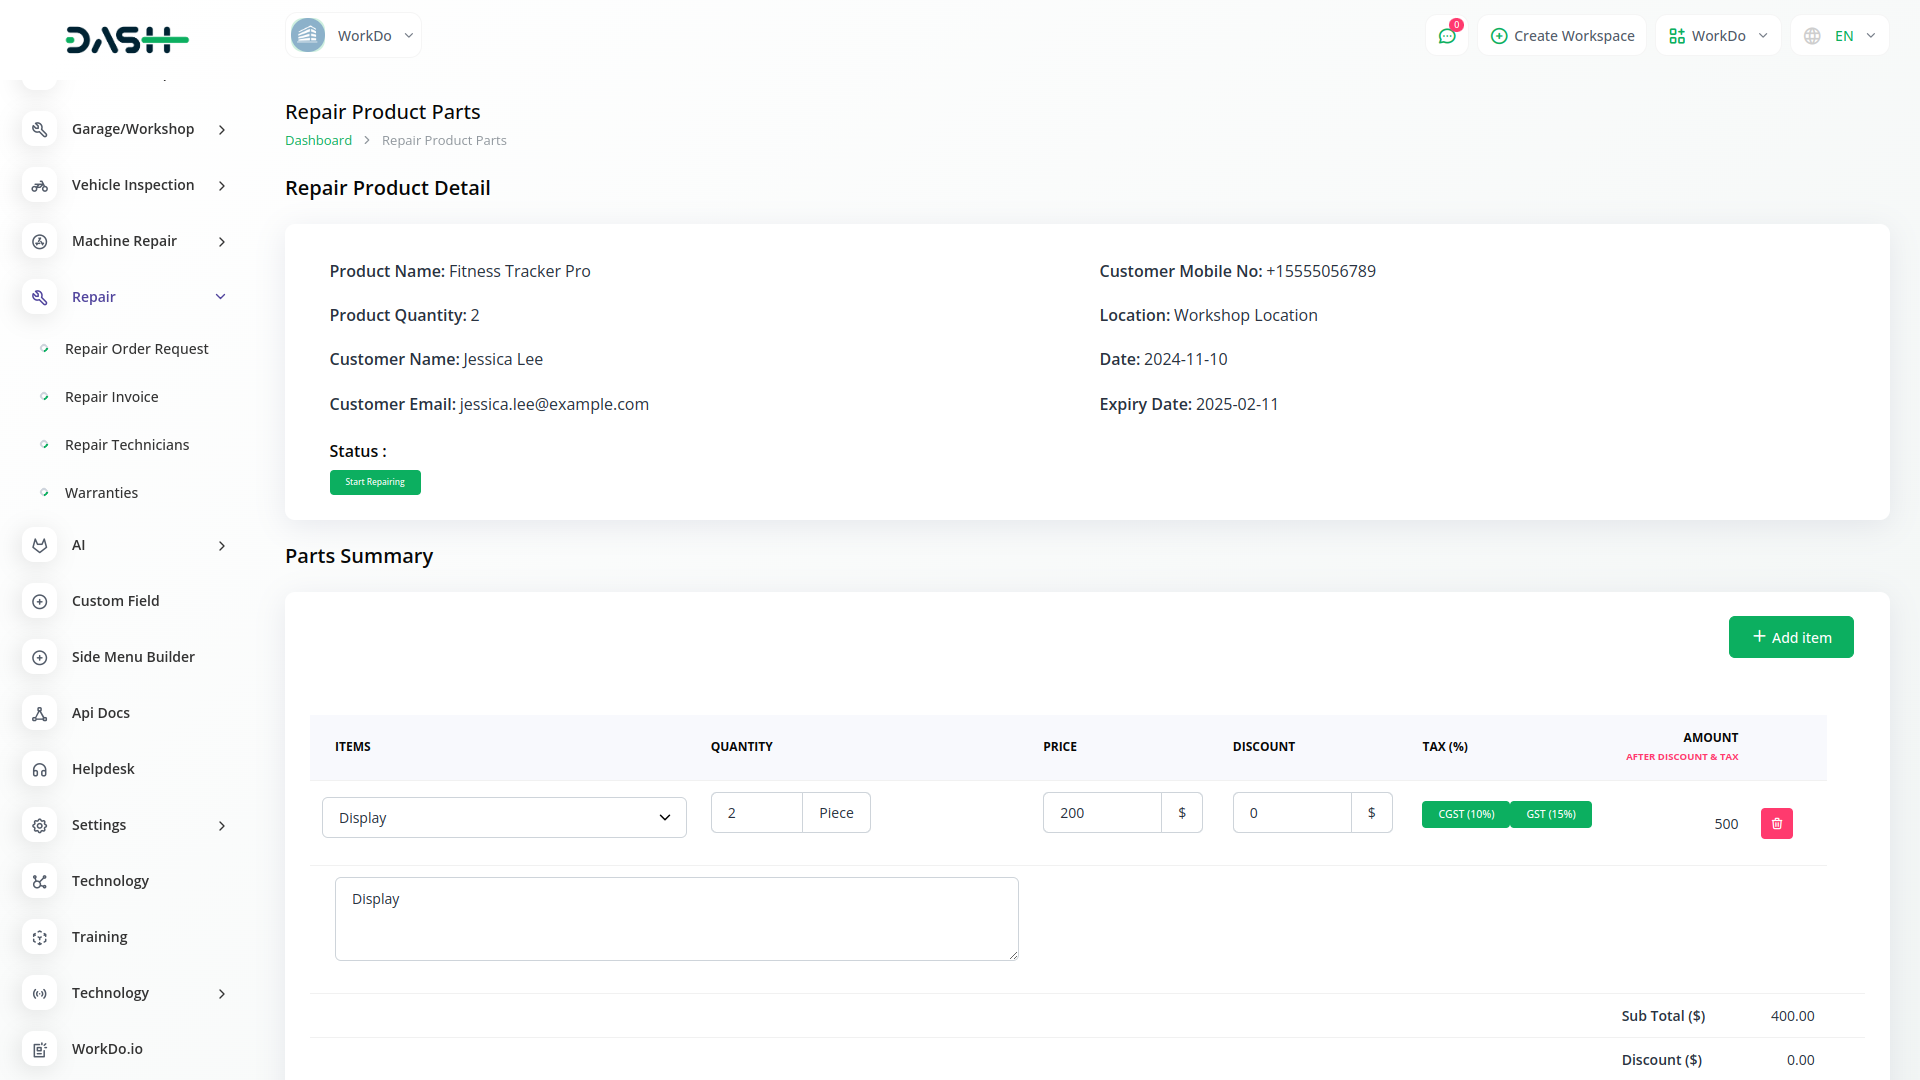 DASH
WorkDo
0
Create Workspace
WorkDo
EN
Garage/Workshop
Vehicle Inspection
Machine Repair
Repair
Repair Order Request
Repair Invoice
Repair Technicians
Warranties
AI
Custom Field
Side Menu Builder
Api Docs
Helpdesk
Settings
Technology
Training
Technology
WorkDo.io
Repair Product Parts
Dashboard > Repair Product Parts
Repair Product Detail
Product Name: Fitness Tracker Pro
Customer Mobile No: +15555056789
Product Quantity: 2
Location: Workshop Location
Customer Name: Jessica Lee
Date: 2024-11-10
Customer Email: jessica.lee@example.com
Expiry Date: 2025-02-11
Status :
Start Repairing
Parts Summary
+ Add item
ITEMS QUANTITY PRICE DISCOUNT TAX (%) AMOUNT
AFTER DISCOUNT & TAX
Display 2 Piece 200 $ 0 $ CGST (10%) GST (15%) 500
Display
Sub Total ($) 400.00
Discount ($) 0.00